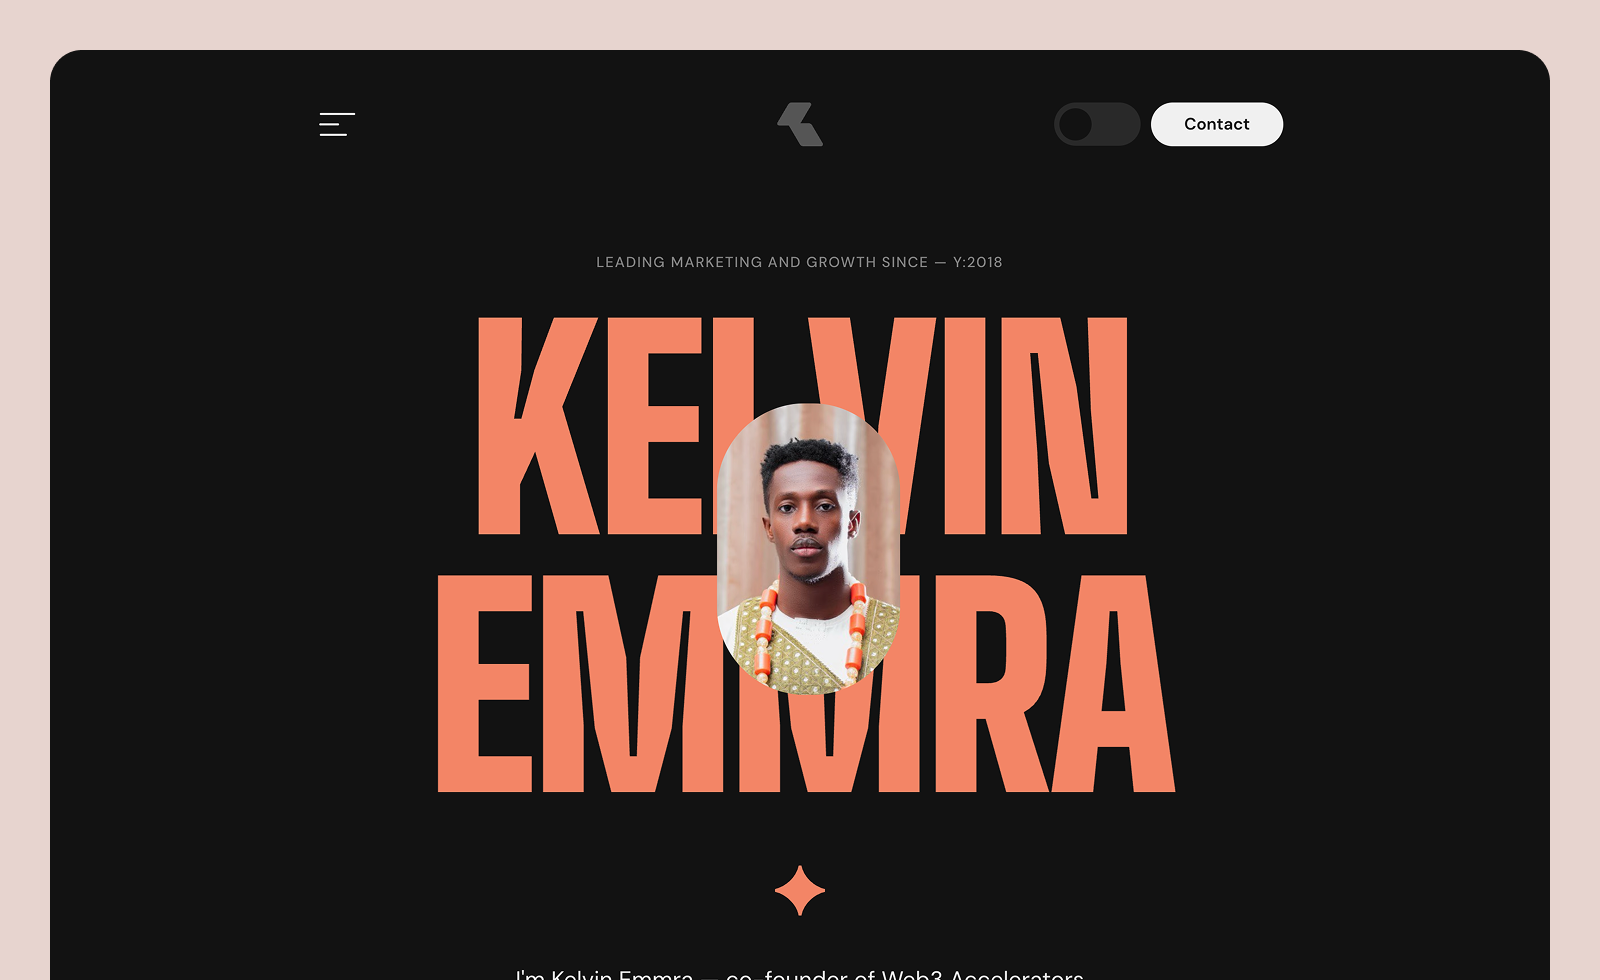 Contact
LEADING MARKETING AND GROWTH SINCE — Y:2018
KELVIN
EMMRA
I'm Kelvin Emmra — co-founder of Web3 Accelerators